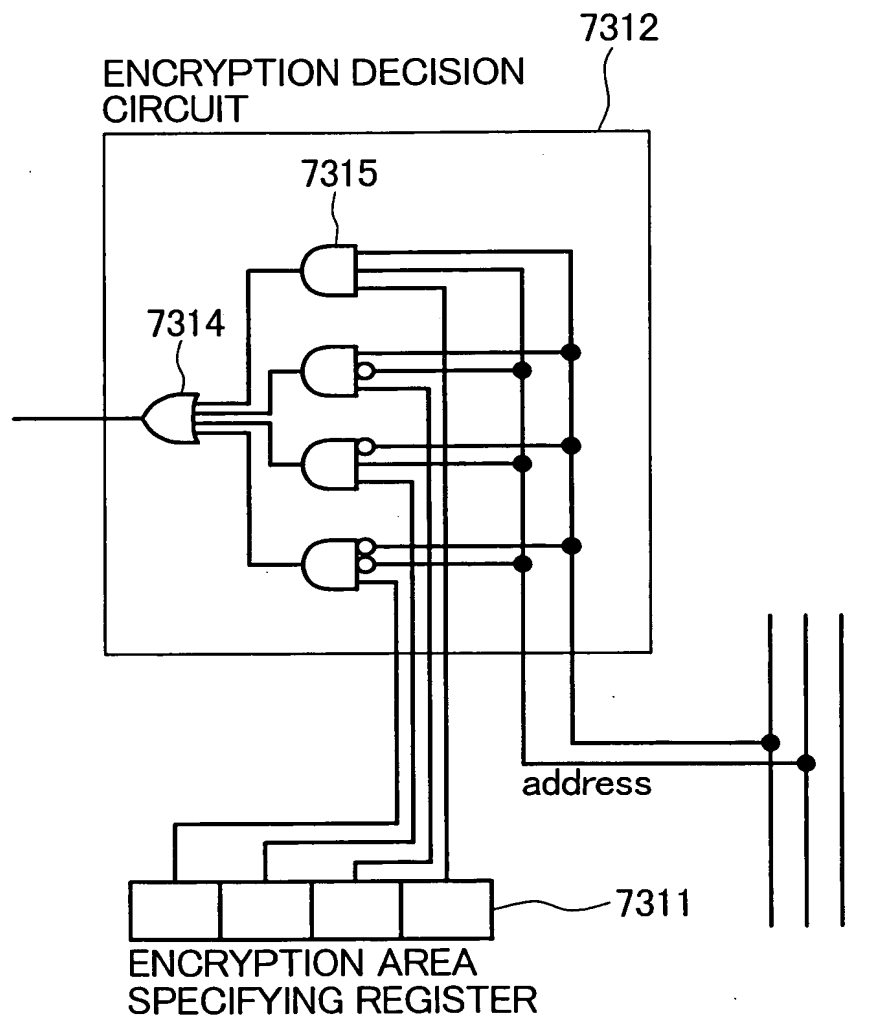 7312
ENCRYPTION DECISION
CIRCUIT
7315
7314
address
7311
ENCRYPTION AREA
SPECIFYING REGISTER